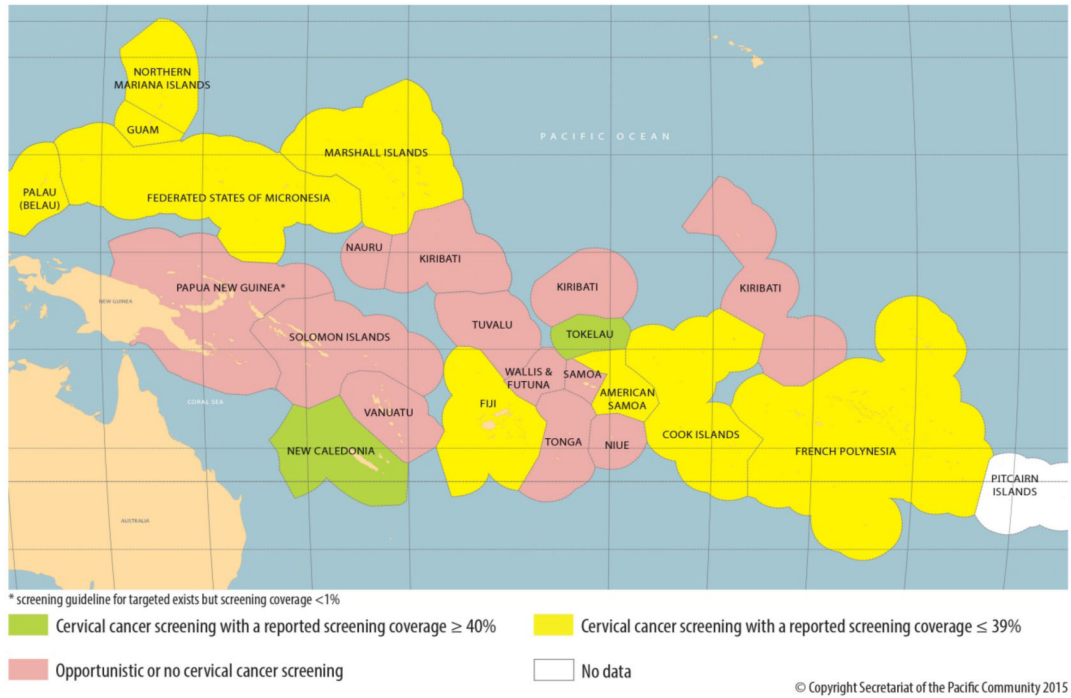 NORTHERN
MARIANA ISLANDS
GUAM
PACIFIC OCEAN
MARSHALL ISLANDS
PALAU
(BELAU)
FEDERATED STATES OF MICRONESIA
NAURU
KIRIBATI
KIRIBATI
KIRIBATI
PAPUA NEW GUINEA*
NEW GUINEA
SOLOMON ISLANDS
TUVALU
TOKELAU
WALLIS &
FUTUNA
SAMOA
AMERICAN
SAMOA
CORAL SEA
VANUATU
FIJI
COOK ISLANDS
TONGA
NIUE
NEW CALEDONIA
FRENCH POLYNESIA
PITCAIRN
ISLANDS
AUSTRALIA
* screening guideline for targeted exists but screening coverage <1%
Cervical cancer screening with a reported screening coverage ≥ 40%
Cervical cancer screening with a reported screening coverage ≤ 39%
Opportunistic or no cervical cancer screening
No data
© Copyright Secretariat of the Pacific Community 2015